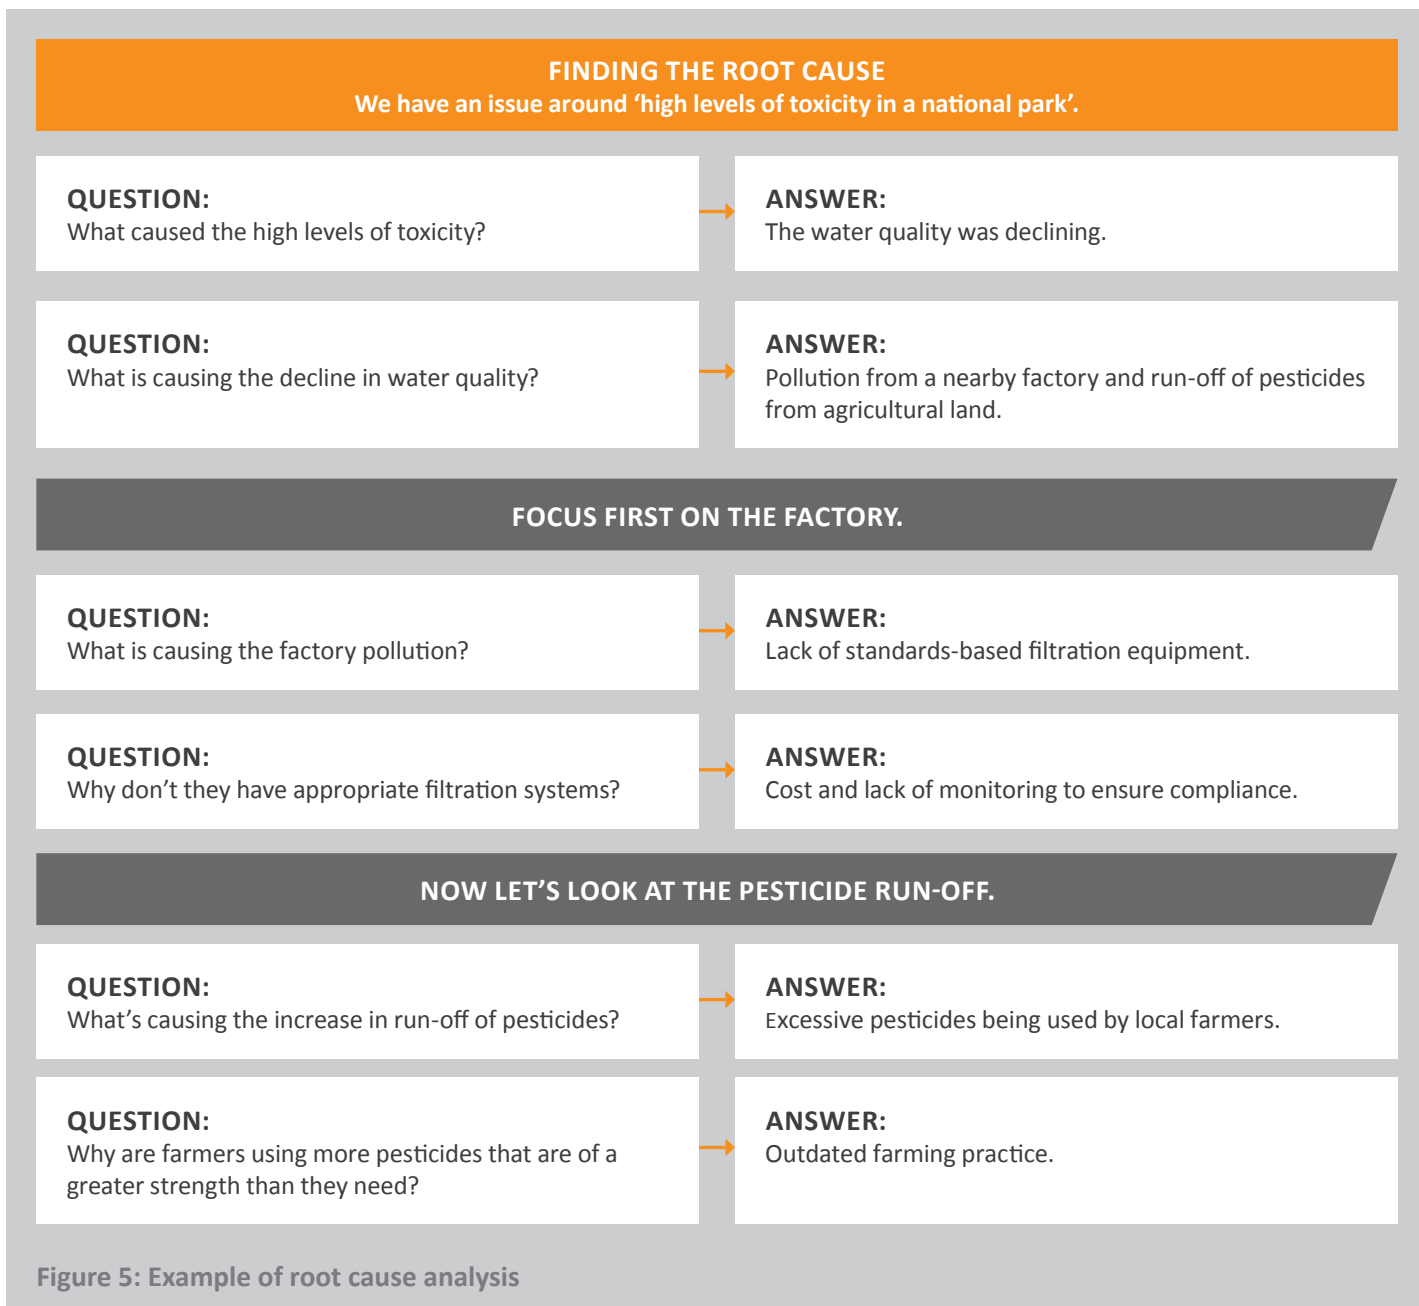 FINDING THE ROOT CAUSE
We have an issue around ‘high levels of toxicity in a national park’.
QUESTION:
What caused the high levels of toxicity?
ANSWER:
The water quality was declining.
QUESTION:
What is causing the decline in water quality?
ANSWER:
Pollution from a nearby factory and run-off of pesticides
from agricultural land.
FOCUS FIRST ON THE FACTORY.
QUESTION:
What is causing the factory pollution?
ANSWER:
Lack of standards-based filtration equipment.
QUESTION:
Why don’t they have appropriate filtration systems?
ANSWER:
Cost and lack of monitoring to ensure compliance.
NOW LET’S LOOK AT THE PESTICIDE RUN-OFF.
QUESTION:
What’s causing the increase in run-off of pesticides?
ANSWER:
Excessive pesticides being used by local farmers.
QUESTION:
Why are farmers using more pesticides that are of a
greater strength than they need?
ANSWER:
Outdated farming practice.
Figure 5: Example of root cause analysis